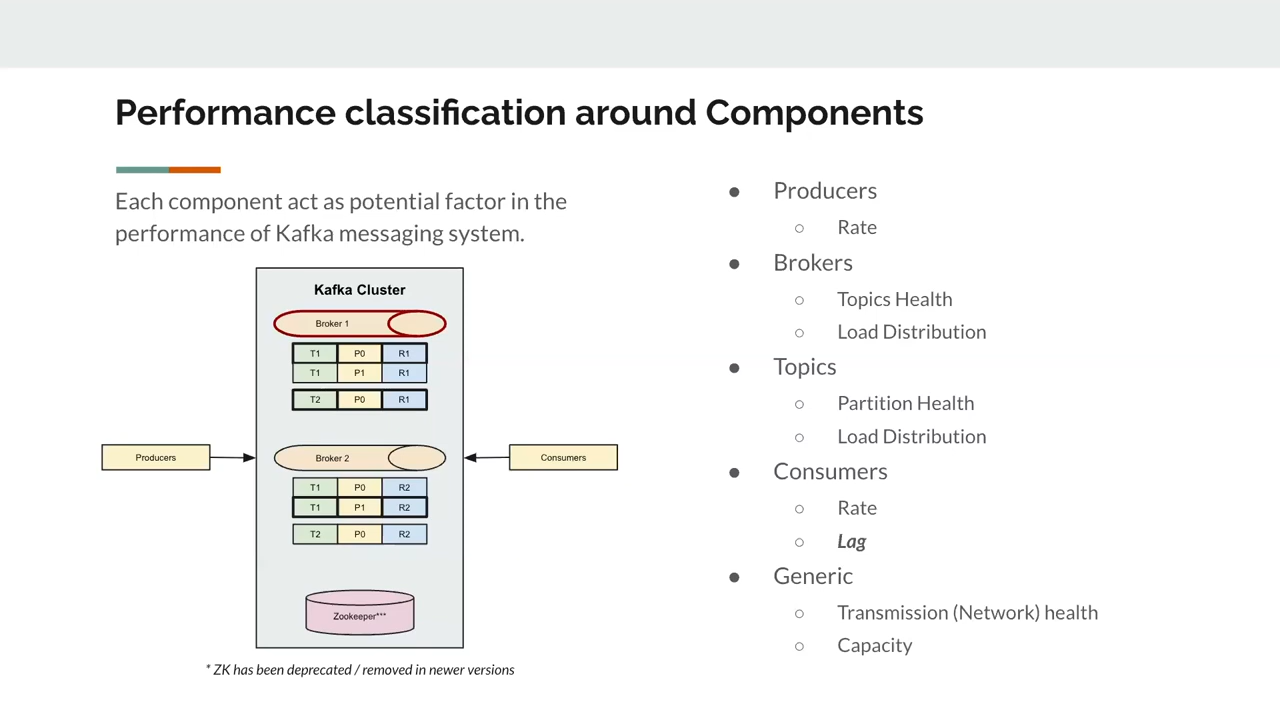 Performance classification around Components
Each component act as potential factor in the
performance of Kafka messaging system.
Kafka Cluster
Broker 1
T1 P0 R1
T1 P1 R1
T2 P0 R1
Producers
Broker 2
Consumers
T1 P0 R2
T1 P1 R2
T2 P0 R2
Zookeeper***
* ZK has been deprecated / removed in newer versions
● Producers
○ Rate
● Brokers
○ Topics Health
○ Load Distribution
● Topics
○ Partition Health
○ Load Distribution
● Consumers
○ Rate
○ Lag
● Generic
○ Transmission (Network) health
○ Capacity